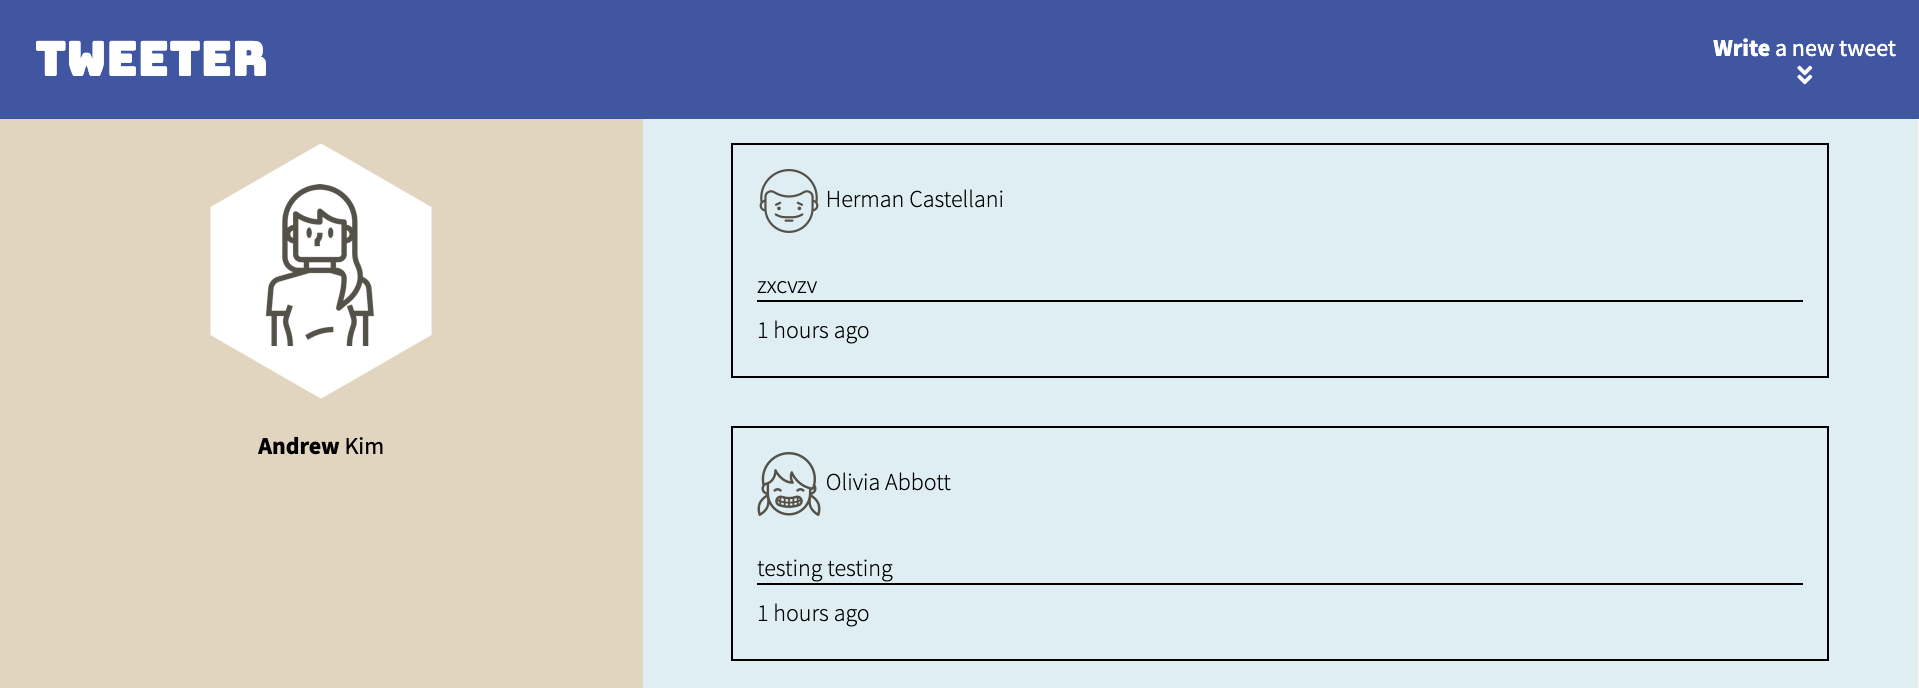 TWEETER
Write a new tweet
Andrew Kim
Herman Castellani
zxcvzv
1 hours ago
Olivia Abbott
testing testing
1 hours ago